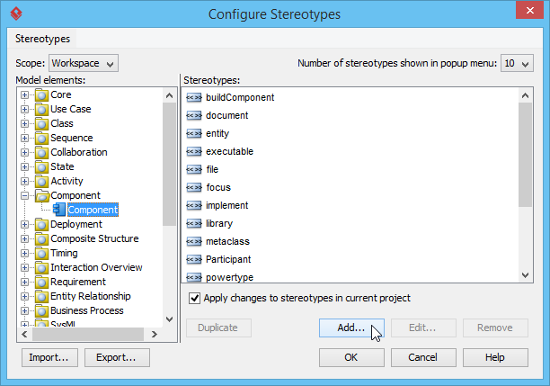 Configure Stereotypes
Stereotypes
Scope: Workspace Number of stereotypes shown in popup menu: 10
Model elements: Stereotypes:
Core
Use Case
Class
Sequence
Collaboration
State
Activity
Component
Component
Deployment
Composite Structure
Timing
Interaction Overview
Requirement
Entity Relationship
Business Process
SysML
<<>> buildComponent
<<>> document
<<>> entity
<<>> executable
<<>> file
<<>> focus
<<>> implement
<<>> library
<<>> metaclass
<<>> Participant
<<>> powertype
Apply changes to stereotypes in current project
Duplicate Add... Edit... Remove
Import... Export... OK Cancel Help